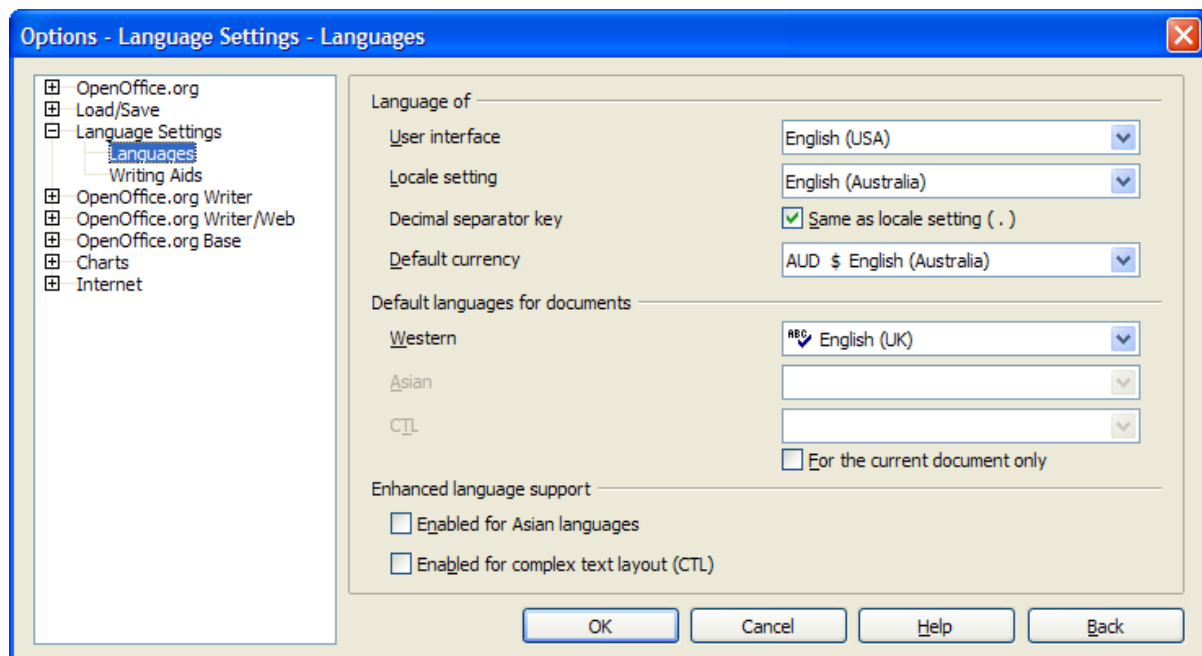 Options - Language Settings - Languages
OpenOffice.org
Load/Save
Language Settings
Languages
Writing Aids
OpenOffice.org Writer
OpenOffice.org Writer/Web
OpenOffice.org Base
Charts
Internet
Language of
User interface English (USA)
Locale setting English (Australia)
Decimal separator key Same as locale setting ( . )
Default currency AUD $ English (Australia)
Default languages for documents
Western ABC English (UK)
Asian
CTL
For the current document only
Enhanced language support
Enabled for Asian languages
Enabled for complex text layout (CTL)
OK Cancel Help Back